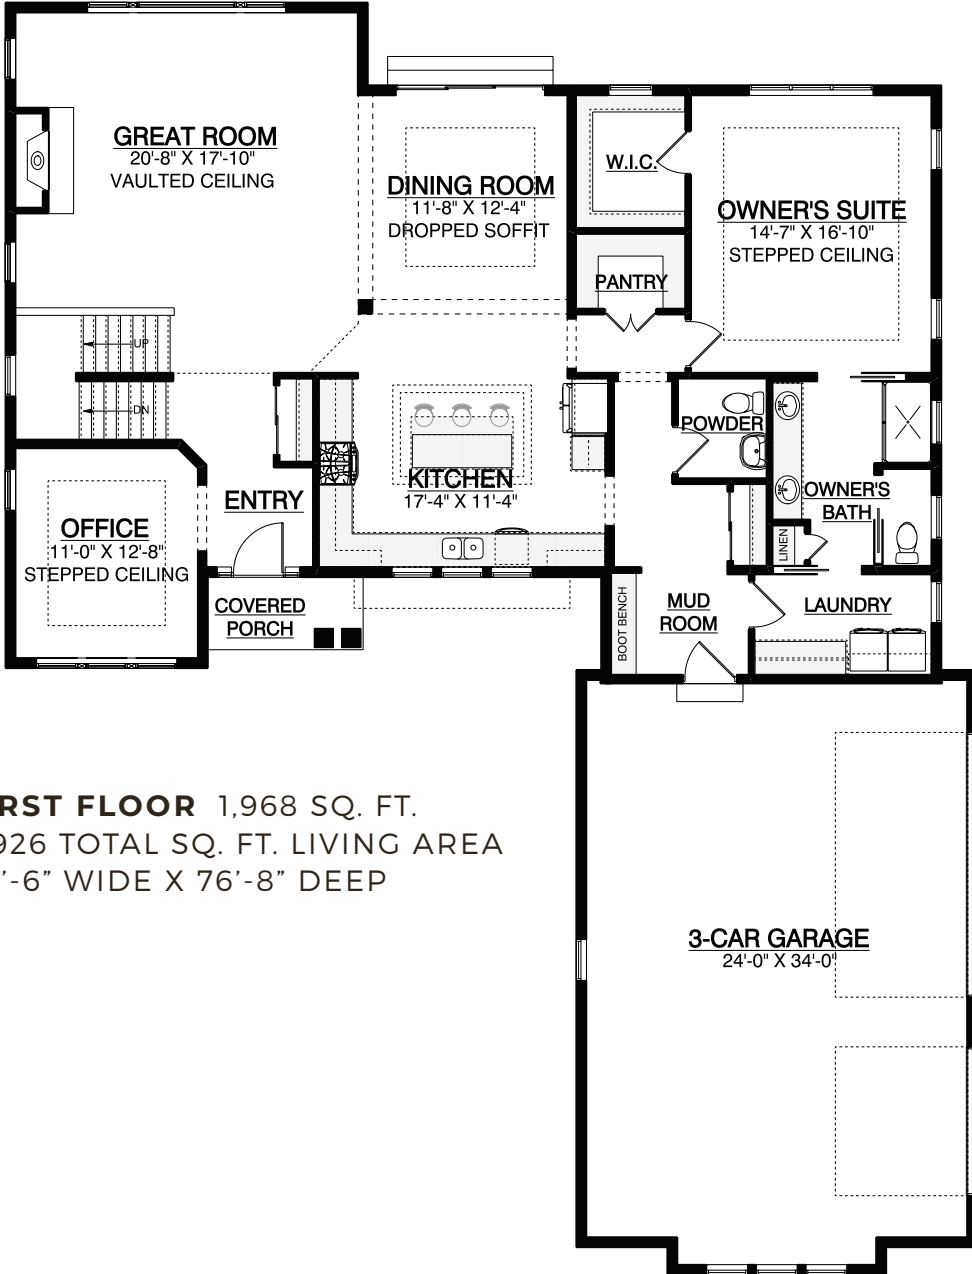 GREAT ROOM
20'-8" X 17'-10"
VAULTED CEILING
DINING ROOM
11'-8" X 12'-4"
DROPPED SOFFIT
W.I.C.
OWNER'S SUITE
14'-7" X 16'-10"
STEPPED CEILING
PANTRY
UP
DN
POWDER
KITCHEN
17'-4" X 11'-4"
ENTRY
OWNER'S
BATH
OFFICE
11'-0" X 12'-8"
STEPPED CEILING
LINEN
COVERED
PORCH
BOOT BENCH
MUD
ROOM
LAUNDRY
RST FLOOR 1,968 SQ. FT.
926 TOTAL SQ. FT. LIVING AREA
'-6” WIDE X 76’-8” DEEP
3-CAR GARAGE
24'-0" X 34'-0"